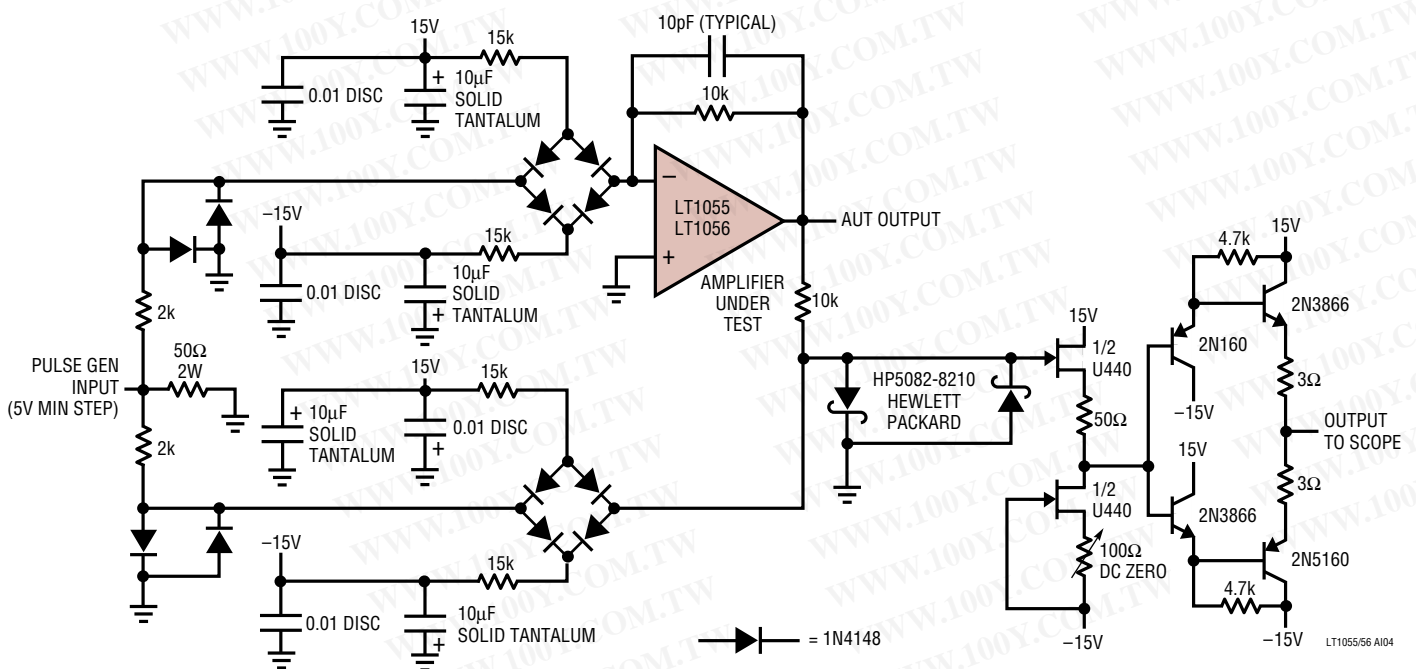 15V
15k
10pF (TYPICAL)
0.01 DISC
+
10µF
SOLID
TANTALUM
10k
–15V
15k
0.01 DISC
10µF
SOLID
TANTALUM
+
–
LT1055
LT1056
+
AUT OUTPUT
AMPLIFIER
UNDER
TEST
10k
2k
50Ω
2W
PULSE GEN
INPUT
(5V MIN STEP)
2k
15V
15k
+
10µF
SOLID
TANTALUM
0.01 DISC
+
–15V
15k
0.01 DISC
10µF
SOLID TANTALUM
+
HP5082-8210
HEWLETT
PACKARD
15V
1/2
U440
50Ω
1/2
U440
100Ω
DC ZERO
–15V
4.7k
15V
2N3866
2N160
–15V
3Ω
OUTPUT
TO SCOPE
15V
3Ω
2N3866
2N5160
4.7k
–15V
= 1N4148
LT1055/56 AI04
WWW.100Y.COM.TW